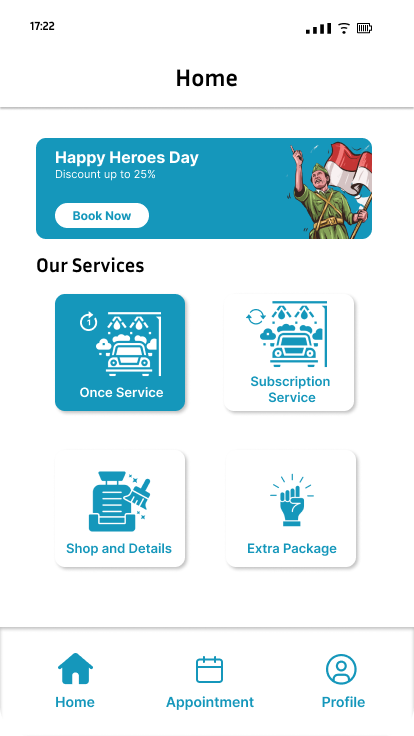 17:22
Home
Happy Heroes Day
Discount up to 25%
Book Now
Our Services
1
Once Service
Subscription
Service
Shop and Details
Extra Package
Home
Appointment
Profile